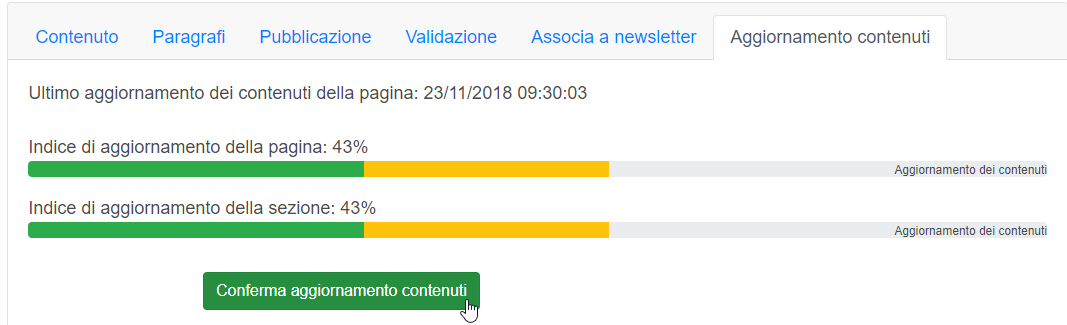 Contenuto Paragrafi Pubblicazione Validazione Associa a newsletter Aggiornamento contenuti
Ultimo aggiornamento dei contenuti della pagina: 23/11/2018 09:30:03
Indice di aggiornamento della pagina: 43%
Aggiornamento dei contenuti
Indice di aggiornamento della sezione: 43%
Aggiornamento dei contenuti
Conferma aggiornamento contenuti